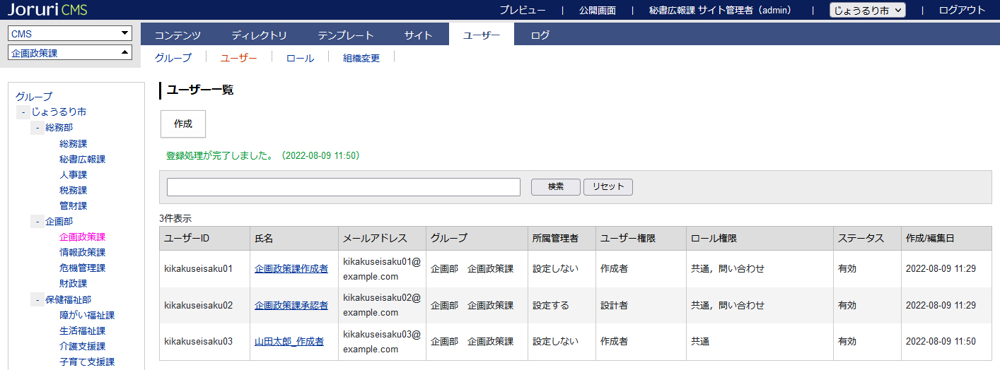 Joruri CMS
プレビュー | 公開画面 | 秘書広報課 サイト管理者（admin） | じょうるり市 | ログアウト
CMS
企画政策課
コンテンツ ディレクトリ テンプレート サイト ユーザー ログ
グループ ユーザー ロール 組織変更
グループ
- じょうるり市
- 総務部
総務課
秘書広報課
人事課
税務課
管財課
- 企画部
企画政策課
情報政策課
危機管理課
財政課
- 保健福祉部
障がい福祉課
生活福祉課
介護支援課
子育て支援課
ユーザー一覧
作成
登録処理が完了しました。（2022-08-09 11:50）
検索 リセット
3件表示
ユーザーID 氏名 メールアドレス グループ 所属管理者 ユーザー権限 ロール権限 ステータス 作成/編集日
kikakuseisaku01 企画政策課作成者 kikakuseisaku01@example.com 企画部　企画政策課 設定しない 作成者 共通，問い合わせ 有効 2022-08-09 11:29
kikakuseisaku02 企画政策課承認者 kikakuseisaku02@example.com 企画部　企画政策課 設定する 設計者 共通，問い合わせ 有効 2022-08-09 11:29
kikakuseisaku03 山田太郎_作成者 kikakuseisaku03@example.com 企画部　企画政策課 設定しない 作成者 共通 有効 2022-08-09 11:50